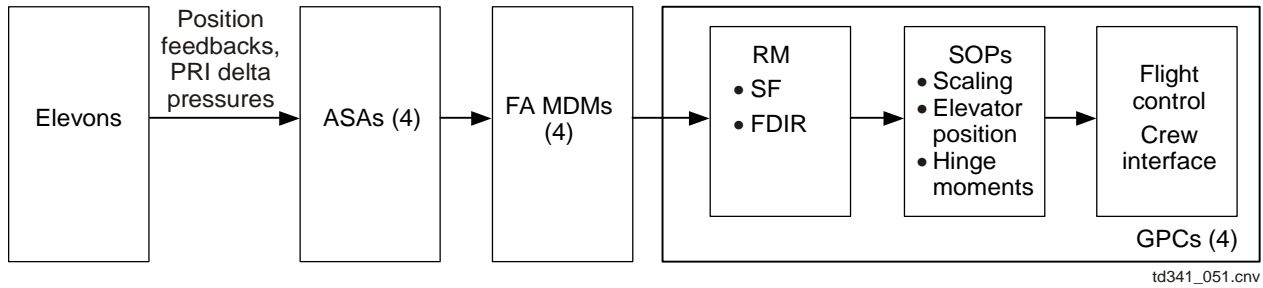 Elevons
Position
feedbacks,
PRI delta
pressures
ASAs (4)
FA MDMs
(4)
RM
• SF
• FDIR
SOPs
• Scaling
• Elevator
position
• Hinge
moments
Flight
control
Crew
interface
GPCs (4)
td341_051.cnv